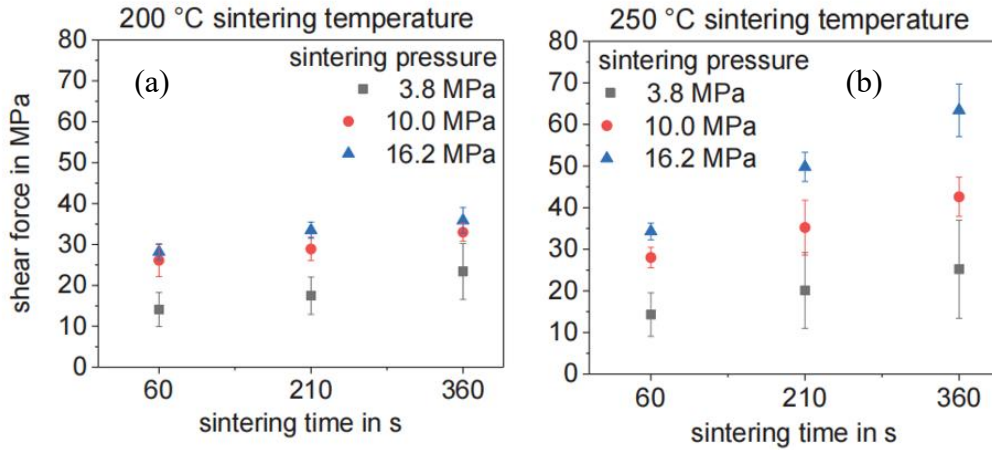 200 °C sintering temperature
80
70
60
50
40
30
20
10
0
shear force in MPa
(a)
sintering pressure
3.8 MPa
10.0 MPa
16.2 MPa
60 210 360
sintering time in s
250 °C sintering temperature
80
70
60
50
40
30
20
10
0
sintering pressure
(b)
3.8 MPa
10.0 MPa
16.2 MPa
60 210 360
sintering time in s